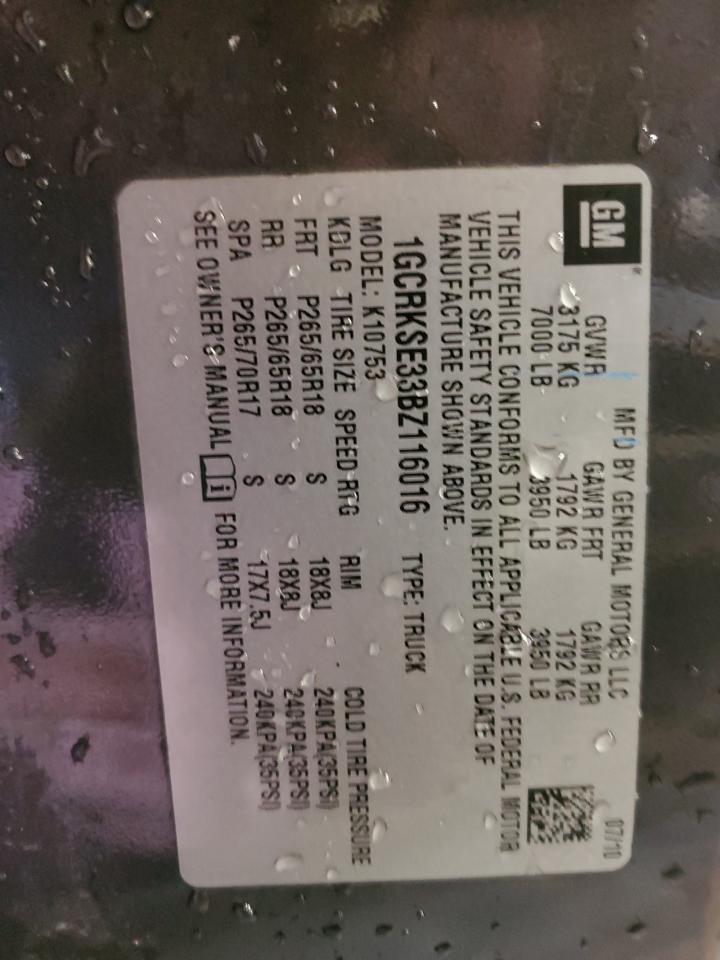 GM
MFD BY GENERAL MOTORS LLC 07/10
GVWR GAWR FRT GAWR RR
3175 KG 1792 KG 1792 KG
7000 LB 3950 LB 3950 LB
THIS VEHICLE CONFORMS TO ALL APPLICABLE U.S. FEDERAL MOTOR
VEHICLE SAFETY STANDARDS IN EFFECT ON THE DATE OF
MANUFACTURE SHOWN ABOVE.
1GCRKSE33BZ116016 TYPE: TRUCK
MODEL: K10753
KDLG TIRE SIZE SPEED RTG RIM COLD TIRE PRESSURE
FRT P265/65R18 S 18X8J 240KPA(35PSI)
RR P265/65R18 S 18X8J 240KPA(35PSI)
SPA P265/70R17 S 17X7.5J 240KPA(35PSI)
SEE OWNER'S MANUAL i FOR MORE INFORMATION.